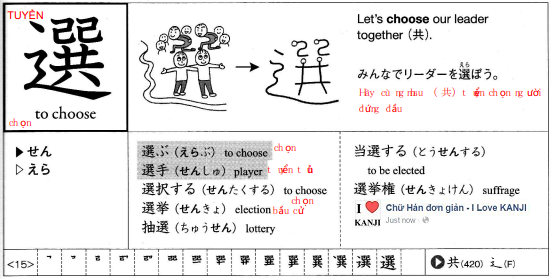 TUYỂN
選
to choose
chọn
Let's choose our leader
together (共).
みんなでリーダーを選ぼう。
えら
Hãy cùng nhau (共) tuyển chọn người
đứng đầu
▶せん
▷えら
選ぶ（えらぶ） to choose chọn
選手（せんしゅ） player tuyển thủ
選択する（せんたくする） to choose
chọn
選挙（せんきょ） election bầu cử
抽選（ちゅうせん） lottery
当選する（とうせんする）
to be elected
選挙権（せんきょけん） suffrage
I ❤ KANJI
Chữ Hán đơn giản - I Love KANJI
Just now
<15>
選
共(420) 辶(F)